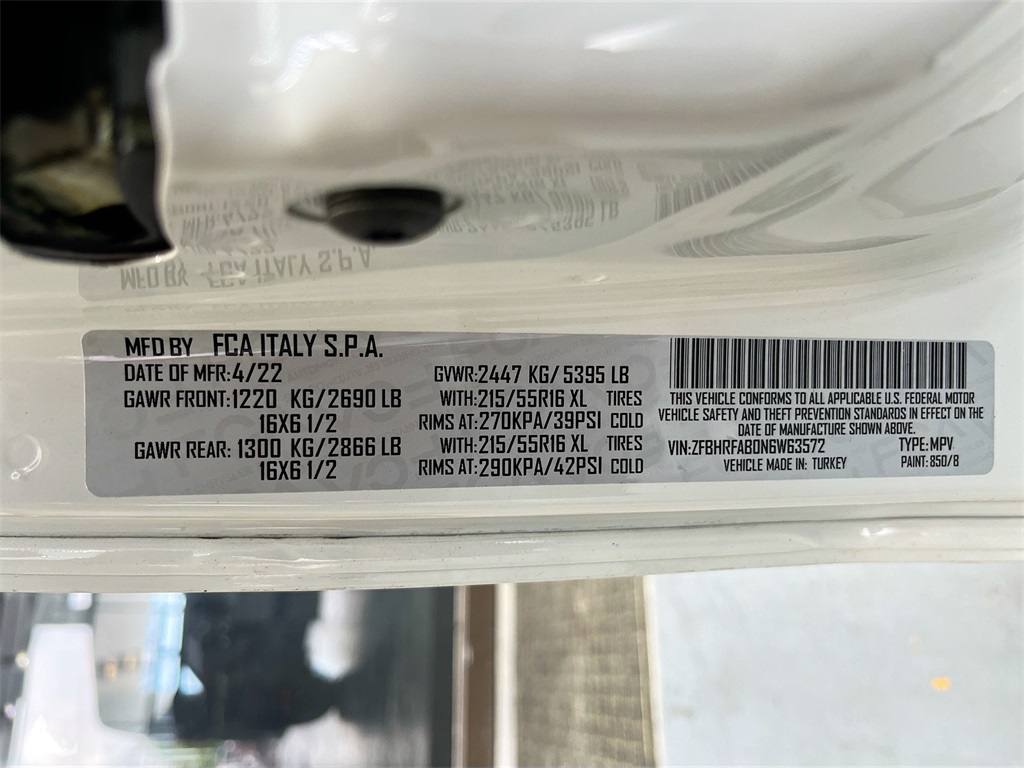 MFD BY FCA ITALY S.P.A.
DATE OF MFR:4/22 GVWR:2447 KG/5395 LB
GAWR FRONT:1220 KG/2690 LB WITH:215/55R16 XL TIRES
16X6 1/2 RIMS AT:270KPA/39PSI COLD
GAWR REAR: 1300 KG/2866 LB WITH:215/55R16 XL TIRES
16X6 1/2 RIMS AT:290KPA/42PSI COLD
THIS VEHICLE CONFORMS TO ALL APPLICABLE U.S. FEDERAL MOTOR
VEHICLE SAFETY AND THEFT PREVENTION STANDARDS IN EFFECT ON THE
DATE OF MANUFACTURE SHOWN ABOVE.
VIN:ZFBHRFAB0N6W63572 TYPE:MPV
VEHICLE MADE IN: TURKEY PAINT:850/8